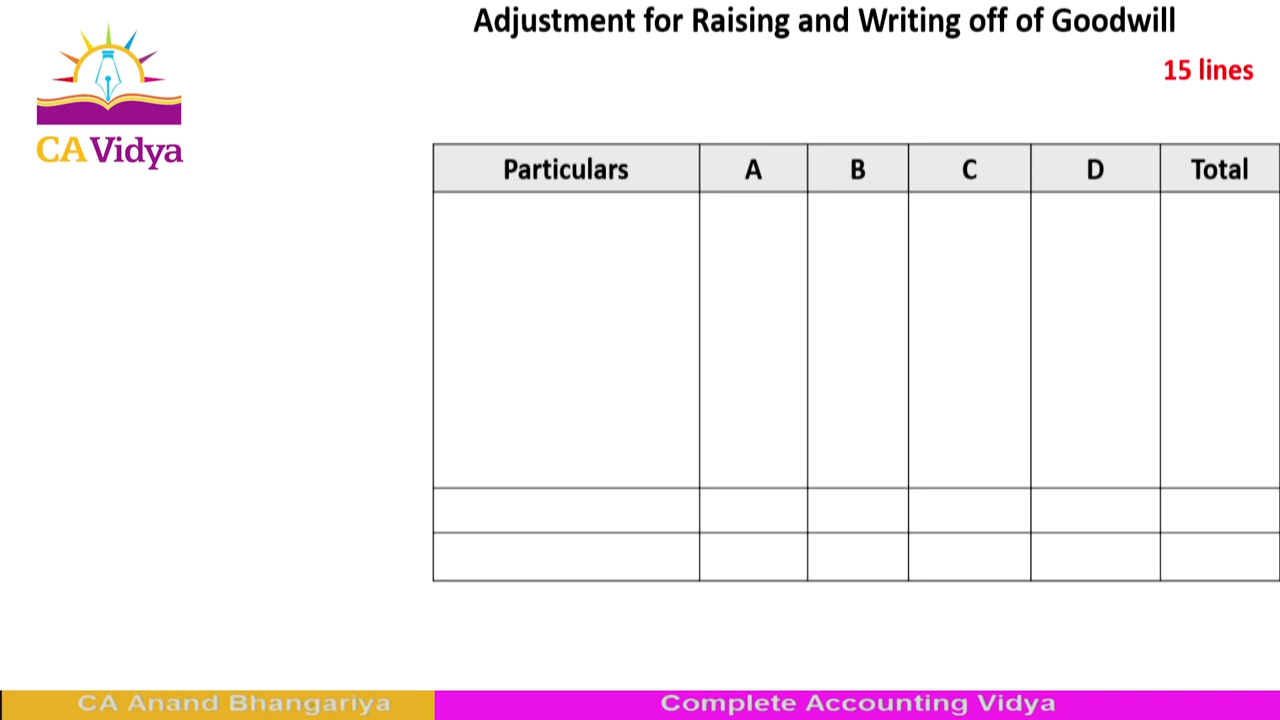 Adjustment for Raising and Writing off of Goodwill
15 lines
CA Vidya
Particulars A B C D Total
CA Anand Bhangariya Complete Accounting Vidya